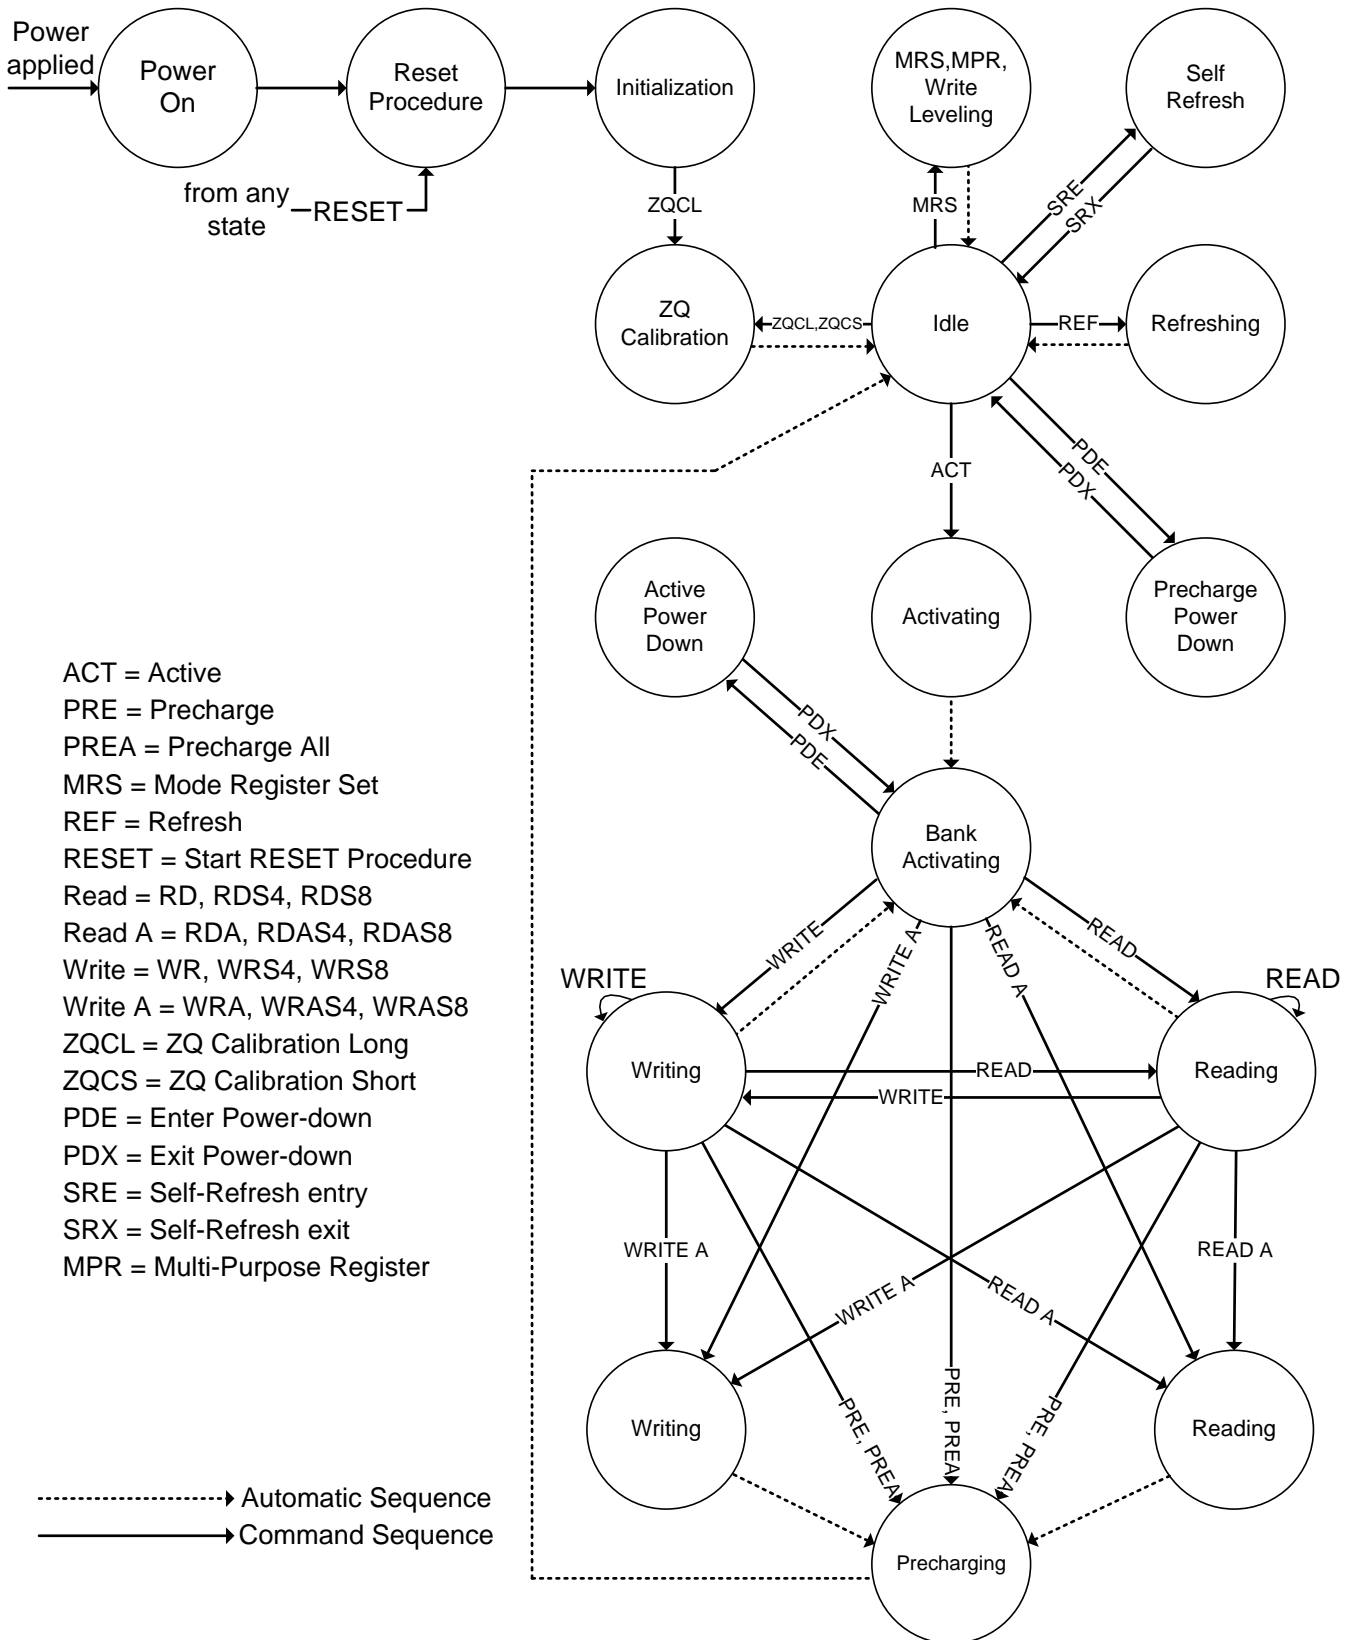 Power
applied
Power
On
Reset
Procedure
Initialization
MRS,MPR,
Write
Leveling
Self
Refresh
from any
state
RESET
ZQCL
MRS
SRE
SRX
ZQ
Calibration
ZQCL,ZQCS
Idle
REF
Refreshing
ACT
PDE
PDX
Active
Power
Down
Activating
Precharge
Power
Down
PDX
PDE
ACT = Active
PRE = Precharge
PREA = Precharge All
MRS = Mode Register Set
REF = Refresh
RESET = Start RESET Procedure
Read = RD, RDS4, RDS8
Read A = RDA, RDAS4, RDAS8
Write = WR, WRS4, WRS8
Write A = WRA, WRAS4, WRAS8
ZQCL = ZQ Calibration Long
ZQCS = ZQ Calibration Short
PDE = Enter Power-down
PDX = Exit Power-down
SRE = Self-Refresh entry
SRX = Self-Refresh exit
MPR = Multi-Purpose Register
Bank
Activating
WRITE
WRITE A
READ A
READ
WRITE
READ
Writing
READ
WRITE
Reading
WRITE A
WRITE A
READ A
READ A
PRE, PREA
PRE, PREA
PRE, PREA
Writing
Reading
Precharging
Automatic Sequence
Command Sequence